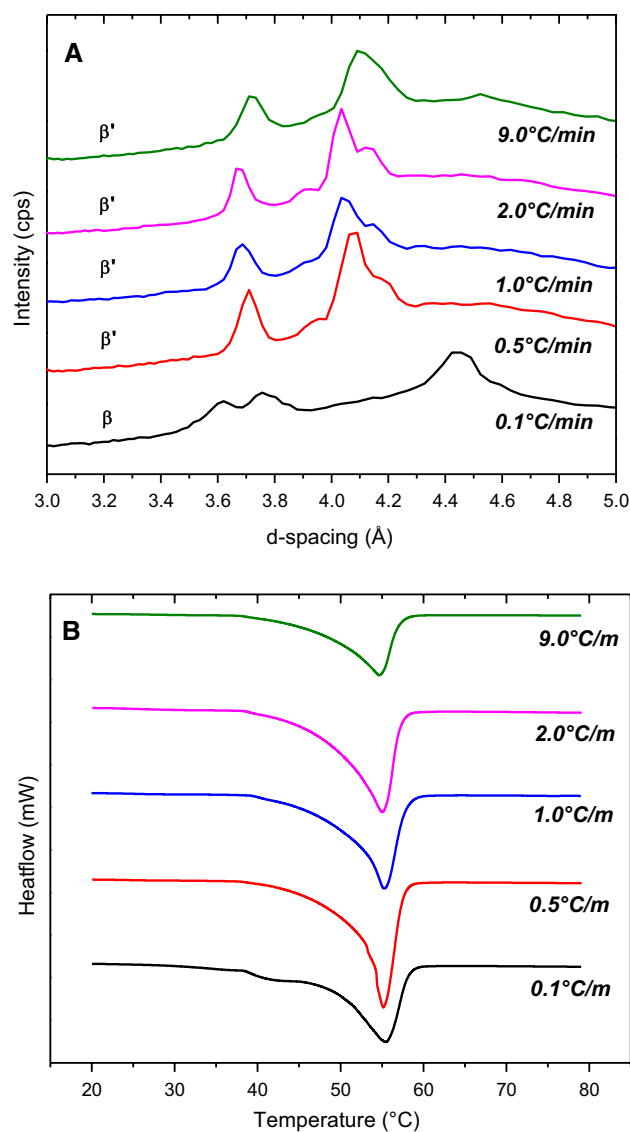 A
β'
9.0°C/min
β'
2.0°C/min
β'
1.0°C/min
β'
0.5°C/min
β
0.1°C/min
Intensity (cps)
3.0 3.2 3.4 3.6 3.8 4.0 4.2 4.4 4.6 4.8 5.0
d-spacing (Å)
B
9.0°C/m
2.0°C/m
1.0°C/m
0.5°C/m
0.1°C/m
Heatflow (mW)
20 30 40 50 60 70 80
Temperature (°C)